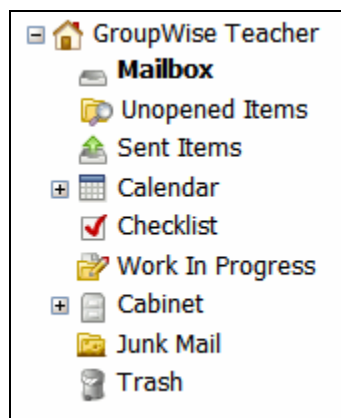 GroupWise Teacher
Mailbox
Unopened Items
Sent Items
Calendar
Checklist
Work In Progress
Cabinet
Junk Mail
Trash